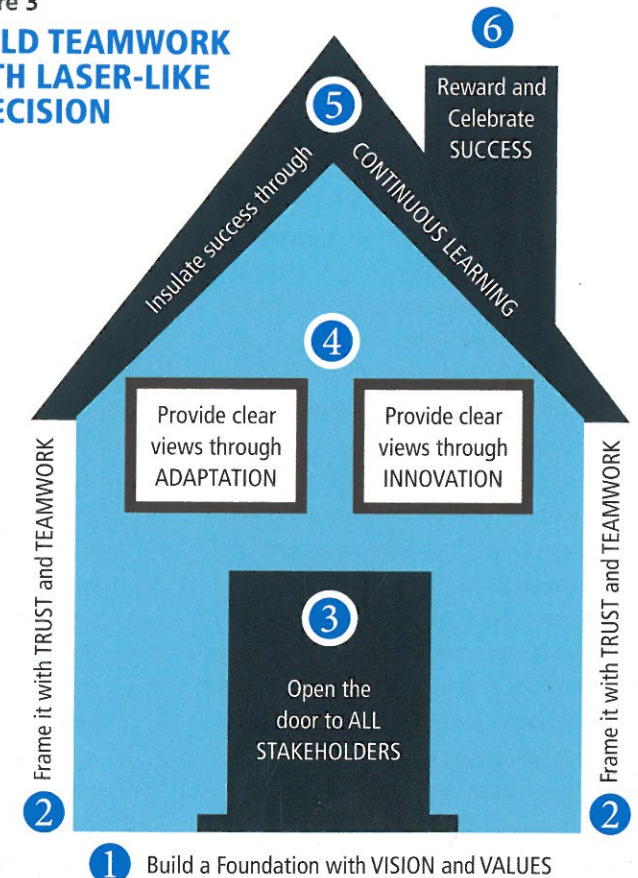 re 3
LD TEAMWORK
TH LASER-LIKE
ECISION
6
Reward and
Celebrate
SUCCESS
5
Insulate success through
CONTINUOUS LEARNING
4
Provide clear
views through
ADAPTATION
Provide clear
views through
INNOVATION
Frame it with TRUST and TEAMWORK
Frame it with TRUST and TEAMWORK
3
Open the
door to ALL
STAKEHOLDERS
2
2
1 Build a Foundation with VISION and VALUES